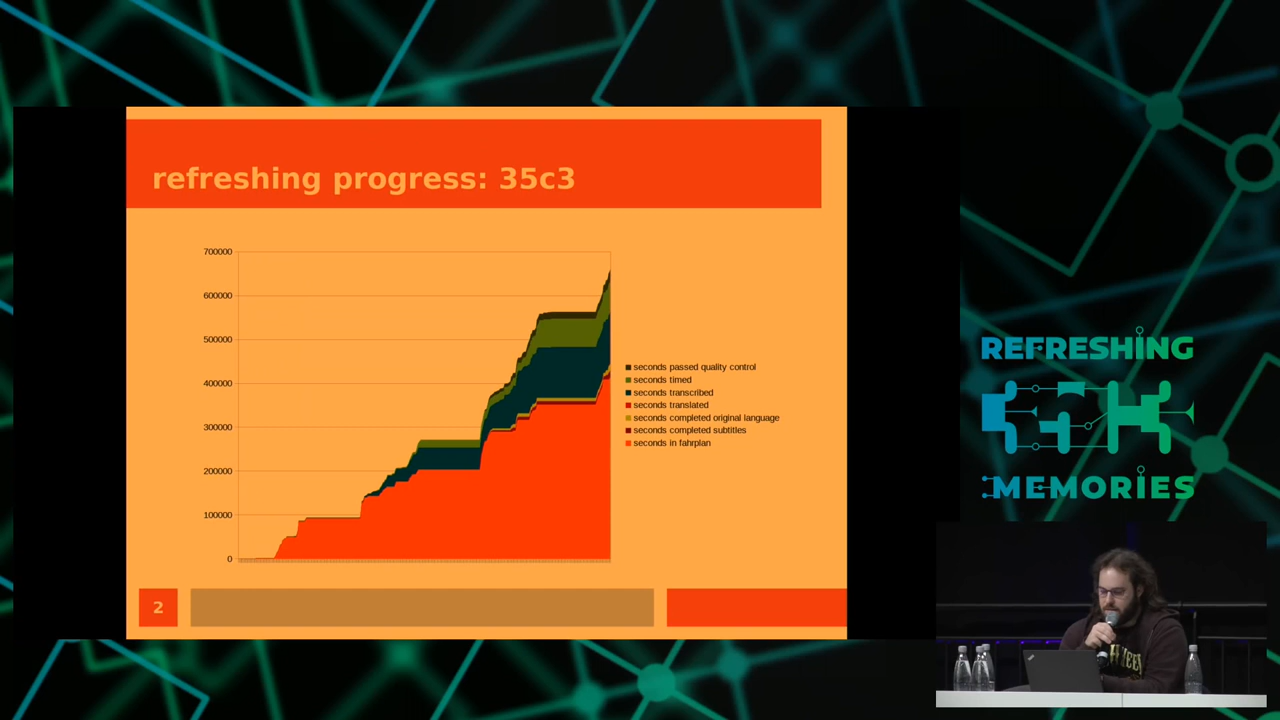 refreshing progress: 35c3
700000
600000
500000
400000
300000
200000
100000
0
seconds passed quality control
seconds timed
seconds transcribed
seconds translated
seconds completed original language
seconds completed subtitles
seconds in fahrplan
2
REFRESHING
MEMORIES